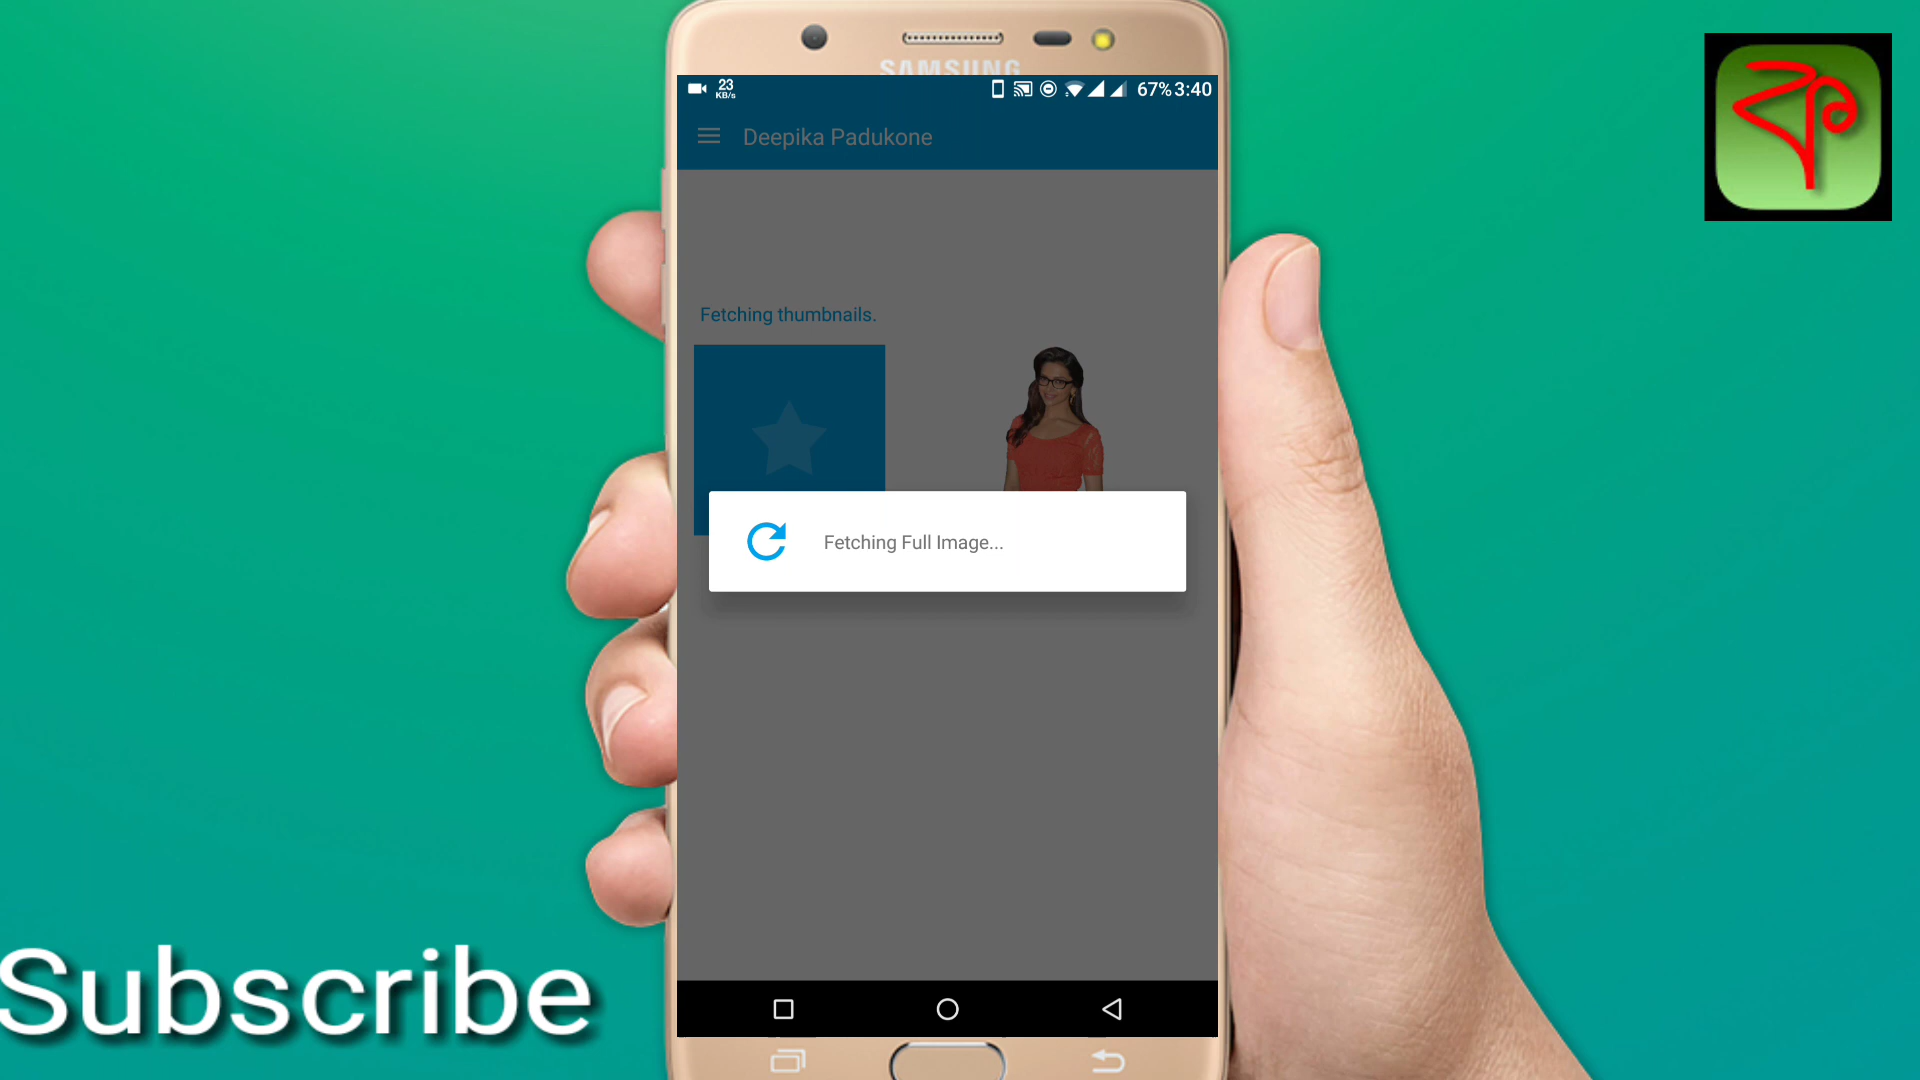 SAMSUNG
23
KB/s
67% 3:40
Deepika Padukone
Fetching thumbnails.
Fetching Full Image...
ফ
Subscribe